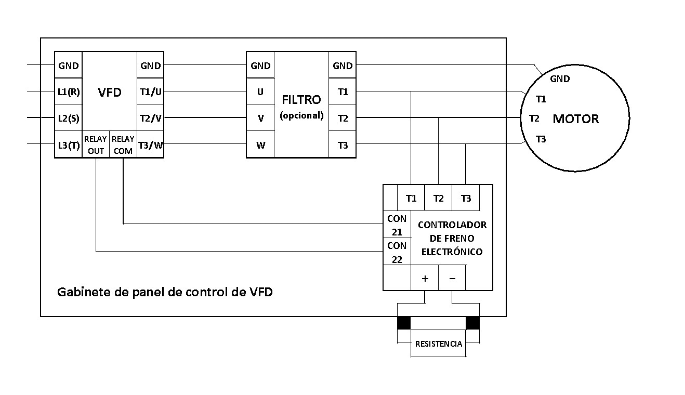 GND
GND
GND
GND
GND
L1(R)
VFD
T1/U
U
FILTRO
(opcional)
T1
T1
L2(S)
T2/V
V
T2
T2
MOTOR
L3(T)
RELAY
OUT
RELAY
COM
T3/W
W
T3
T3
T1
T2
T3
CON
21
CON
22
CONTROLADOR
DE FRENO
ELECTRÓNICO
+
−
Gabinete de panel de control de VFD
RESISTENCIA